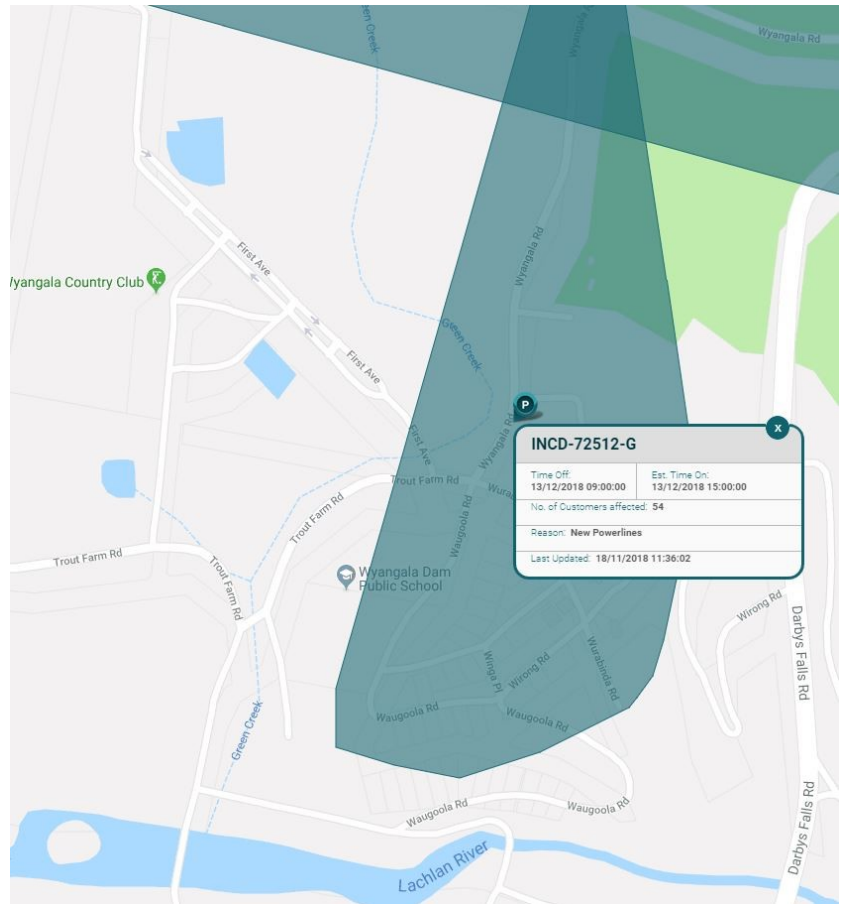 Green Creek
Wyangala Rd
Wyangala Rd
First Ave
Wyangala Rd
Wyangala Country Club
Green Creek
First Ave
P
X
INCD-72512-G
Time Off: Est. Time On:
13/12/2018 09:00:00 13/12/2018 15:00:00
No. of Customers affected: 54
Reason: New Powerlines
Last Updated: 18/11/2018 11:36:02
Wyangala Rd
First Ave
Trout Farm Rd
Trout Farm Rd
Waugoola Rd
Trout Farm Rd
Wyangala Dam
Public School
Trout Farm Rd
Wirong Rd
Darbys Falls Rd
Winga Pl
Wirong Rd
Wurabinda Rd
Waugoola Rd
Waugoola Rd
Green Creek
Waugoola Rd
Waugoola Rd
Darbys Falls Rd
Lachlan River